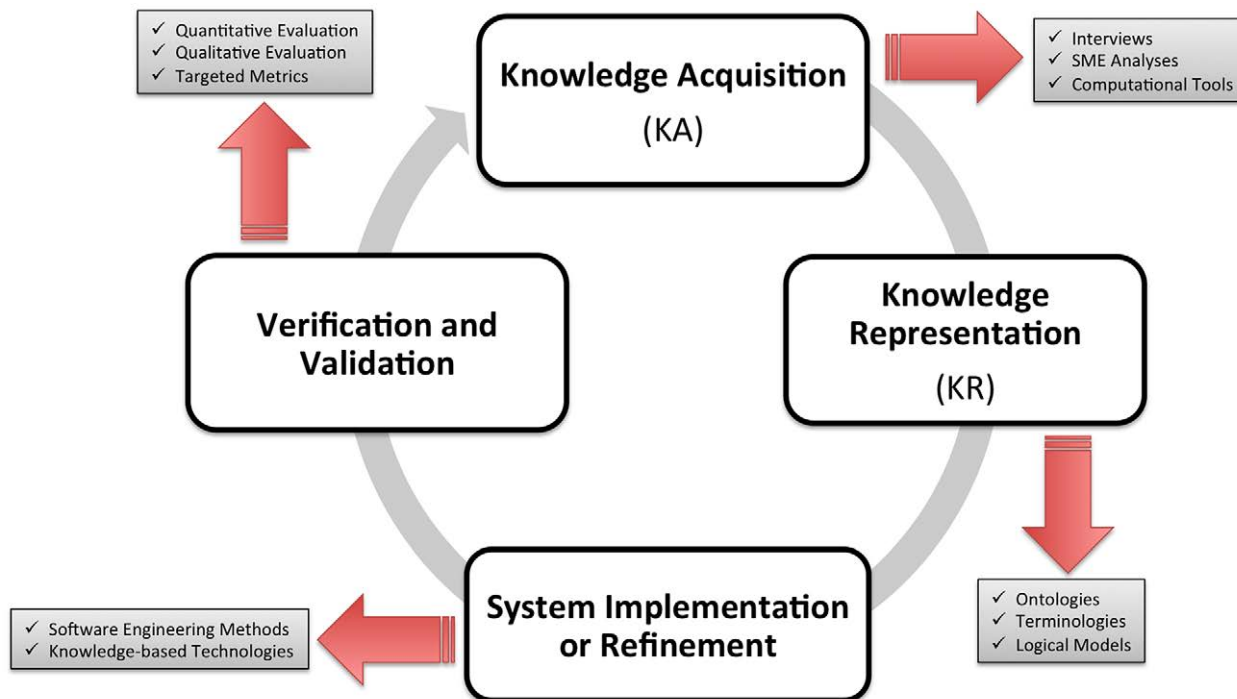 ✓ Quantitative Evaluation
✓ Qualitative Evaluation
✓ Targeted Metrics
Knowledge Acquisition
(KA)
✓ Interviews
✓ SME Analyses
✓ Computational Tools
Verification and
Validation
Knowledge
Representation
(KR)
System Implementation
or Refinement
✓ Software Engineering Methods
✓ Knowledge-based Technologies
✓ Ontologies
✓ Terminologies
✓ Logical Models